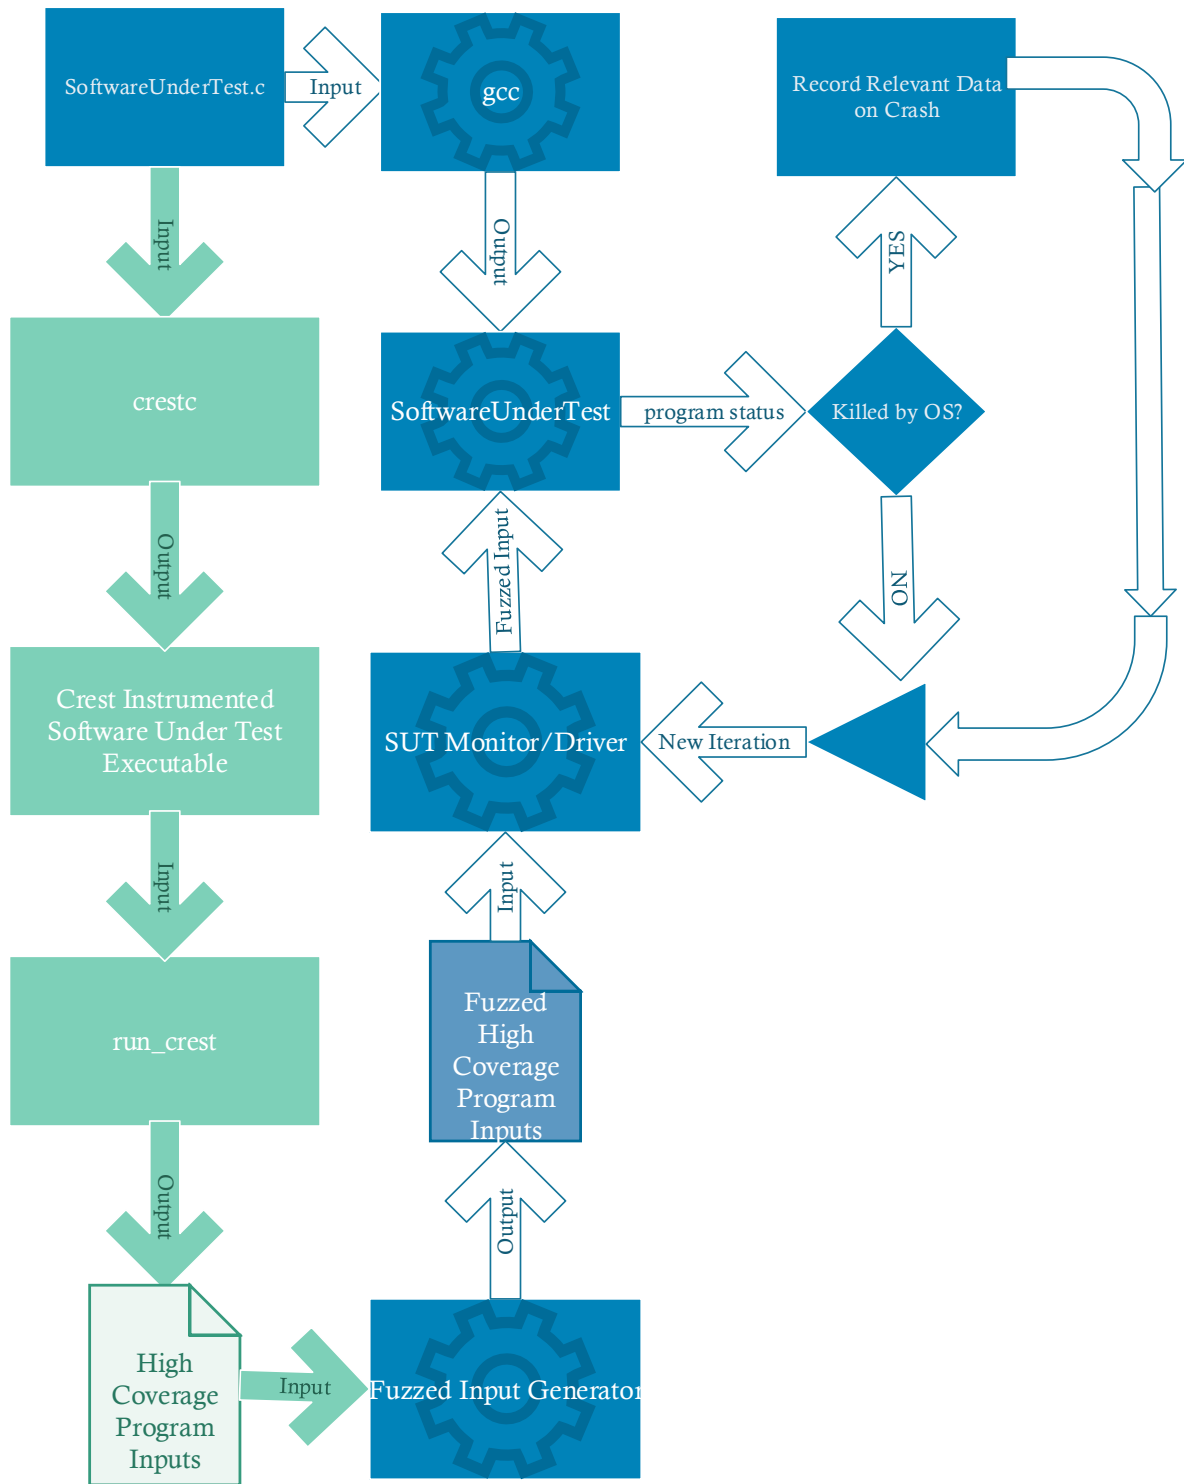 SoftwareUnderTest.c
Input
gcc
Record Relevant Data
on Crash
Input
Output
YES
crestc
SoftwareUnderTest
program status
Killed by OS?
Output
Fuzzed Input
NO
Crest Instrumented
Software Under Test
Executable
SUT Monitor/Driver
New Iteration
Input
Input
run_crest
Fuzzed
High
Coverage
Program
Inputs
Output
Output
High
Coverage
Program
Inputs
Input
Fuzzed Input Generator